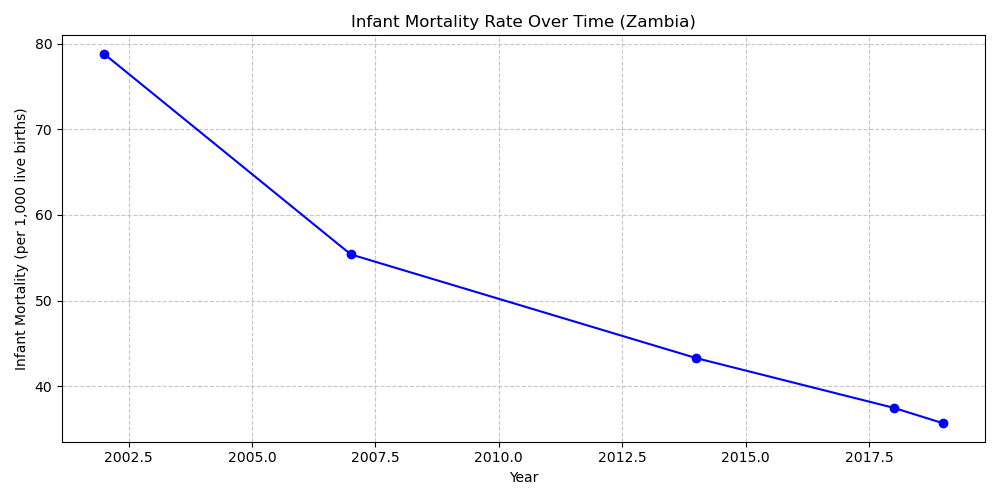 Infant Mortality Rate Over Time (Zambia)
Infant Mortality (per 1,000 live births)
80
70
60
50
40
2002.5 2005.0 2007.5 2010.0 2012.5 2015.0 2017.5
Year